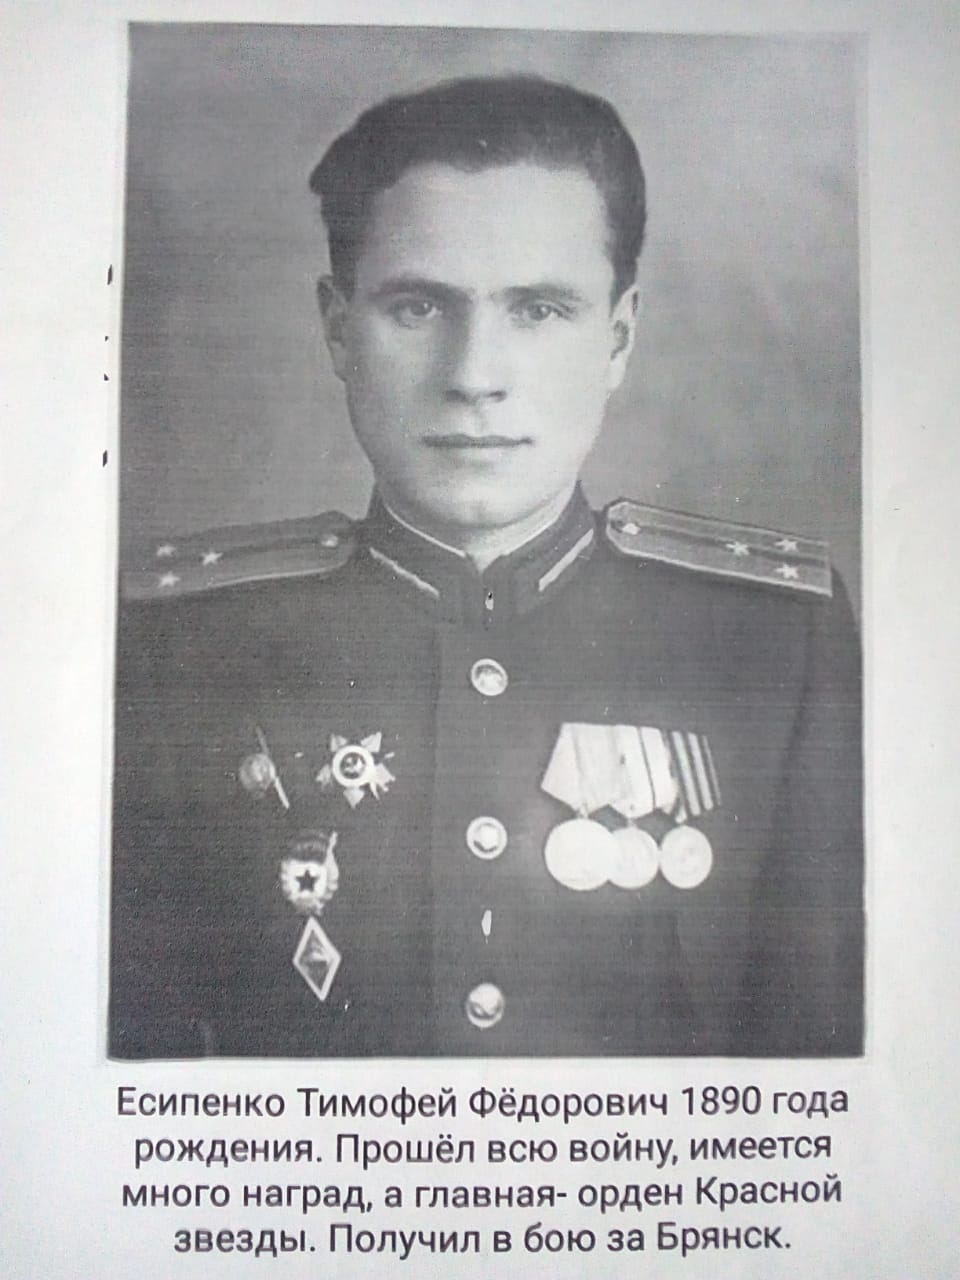 Есипенко Тимофей Фёдорович 1890 года
рождения. Прошёл всю войну, имеется
много наград, а главная- орден Красной
звезды. Получил в бою за Брянск.